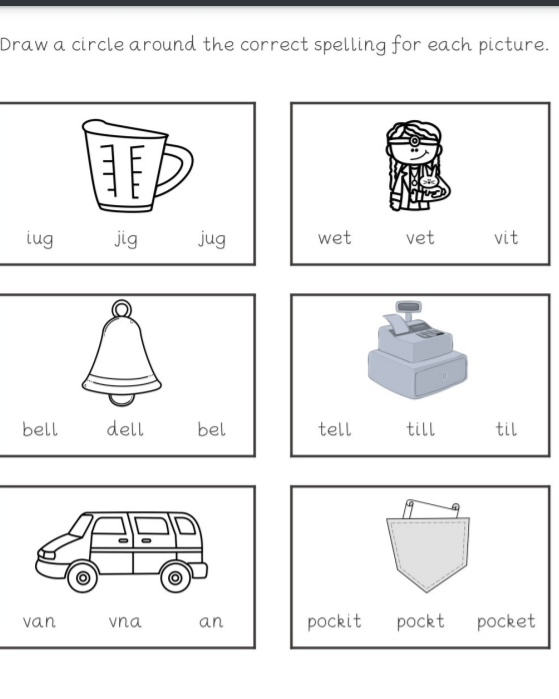 Draw a circle around the correct spelling for each picture.
iug jig jug
wet vet vit
bell dell bel
tell till til
van vna an
pockit pockt pocket